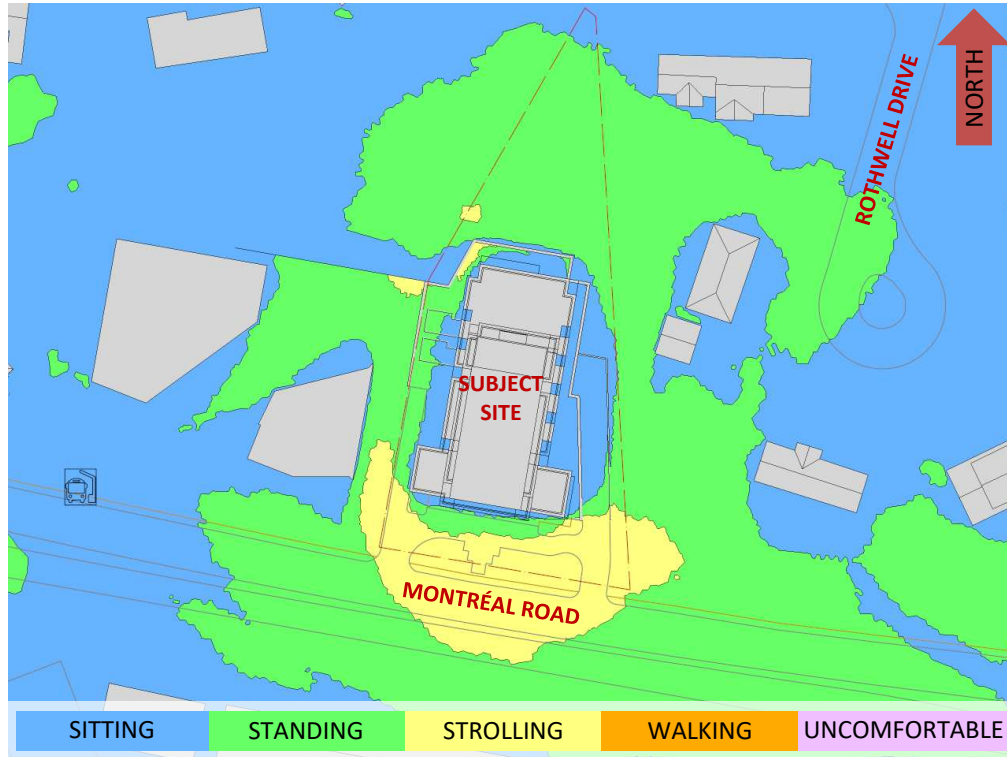 NORTH
ROTHWELL DRIVE
SUBJECT
SITE
MONTRÉAL ROAD
SITTING
STANDING
STROLLING
WALKING
UNCOMFORTABLE